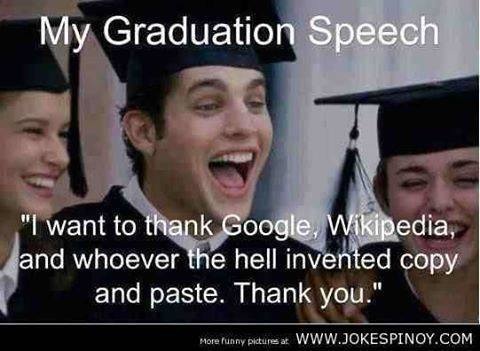 My Graduation Speech
"I want to thank Google, Wikipedia,
and whoever the hell invented copy
and paste. Thank you."
More funny pictures at WWW.JOKESPINOY.COM